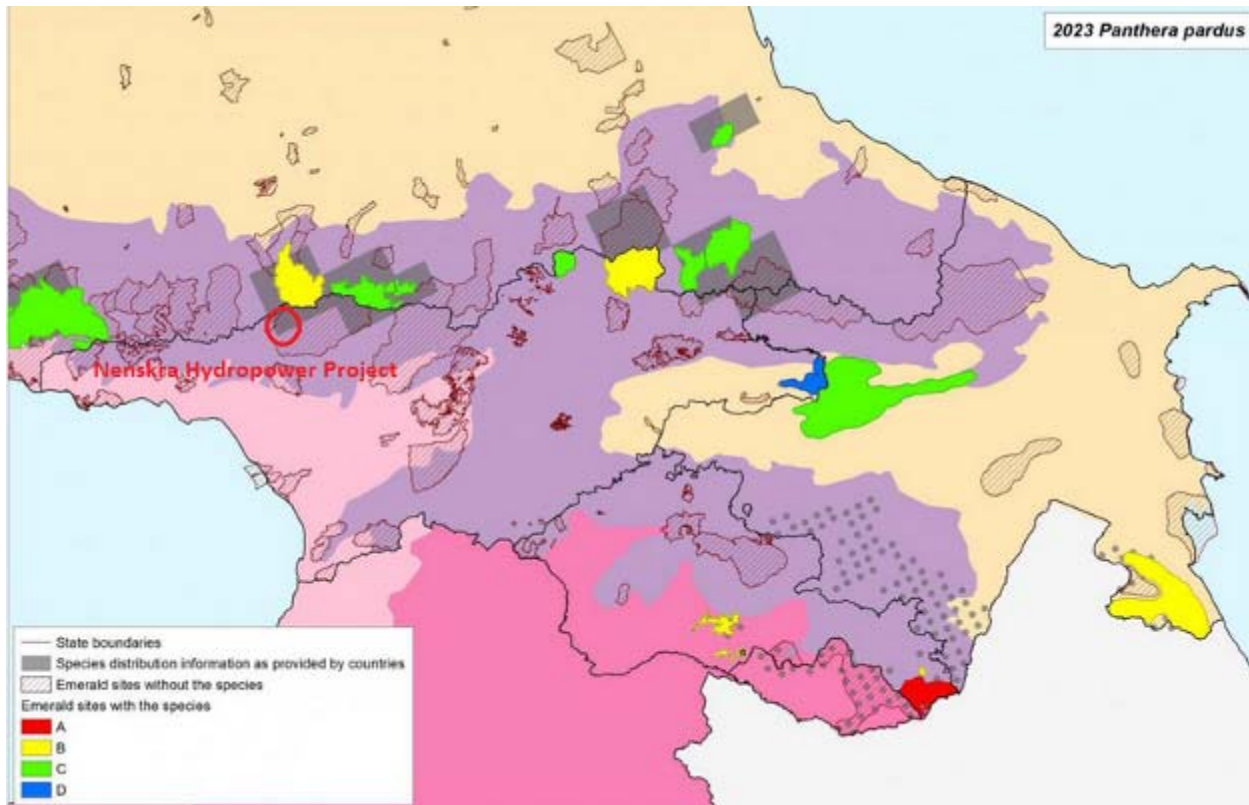 2023 Panthera pardus
Nenskra Hydropower Project
State boundaries
Species distribution information as provided by countries
Emerald sites without the species
Emerald sites with the species
A
B
C
D